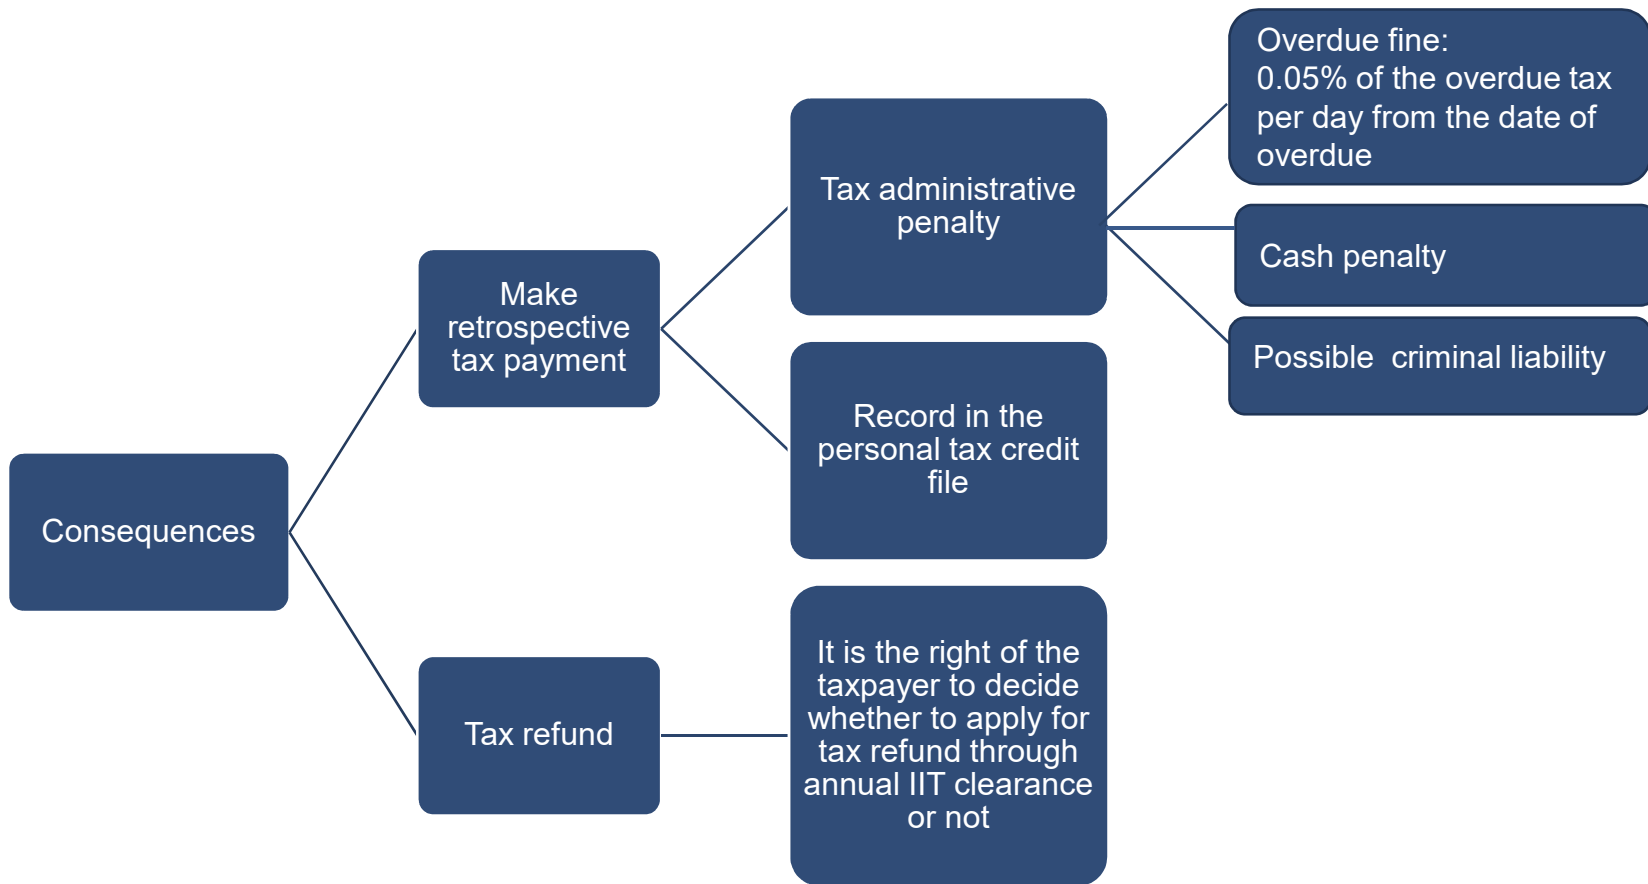 Consequences
Make
retrospective
tax payment
Tax refund
Tax administrative
penalty
Record in the
personal tax credit
file
It is the right of the
taxpayer to decide
whether to apply for
tax refund through
annual IIT clearance
or not
Overdue fine:
0.05% of the overdue tax
per day from the date of
overdue
Cash penalty
Possible  criminal liability